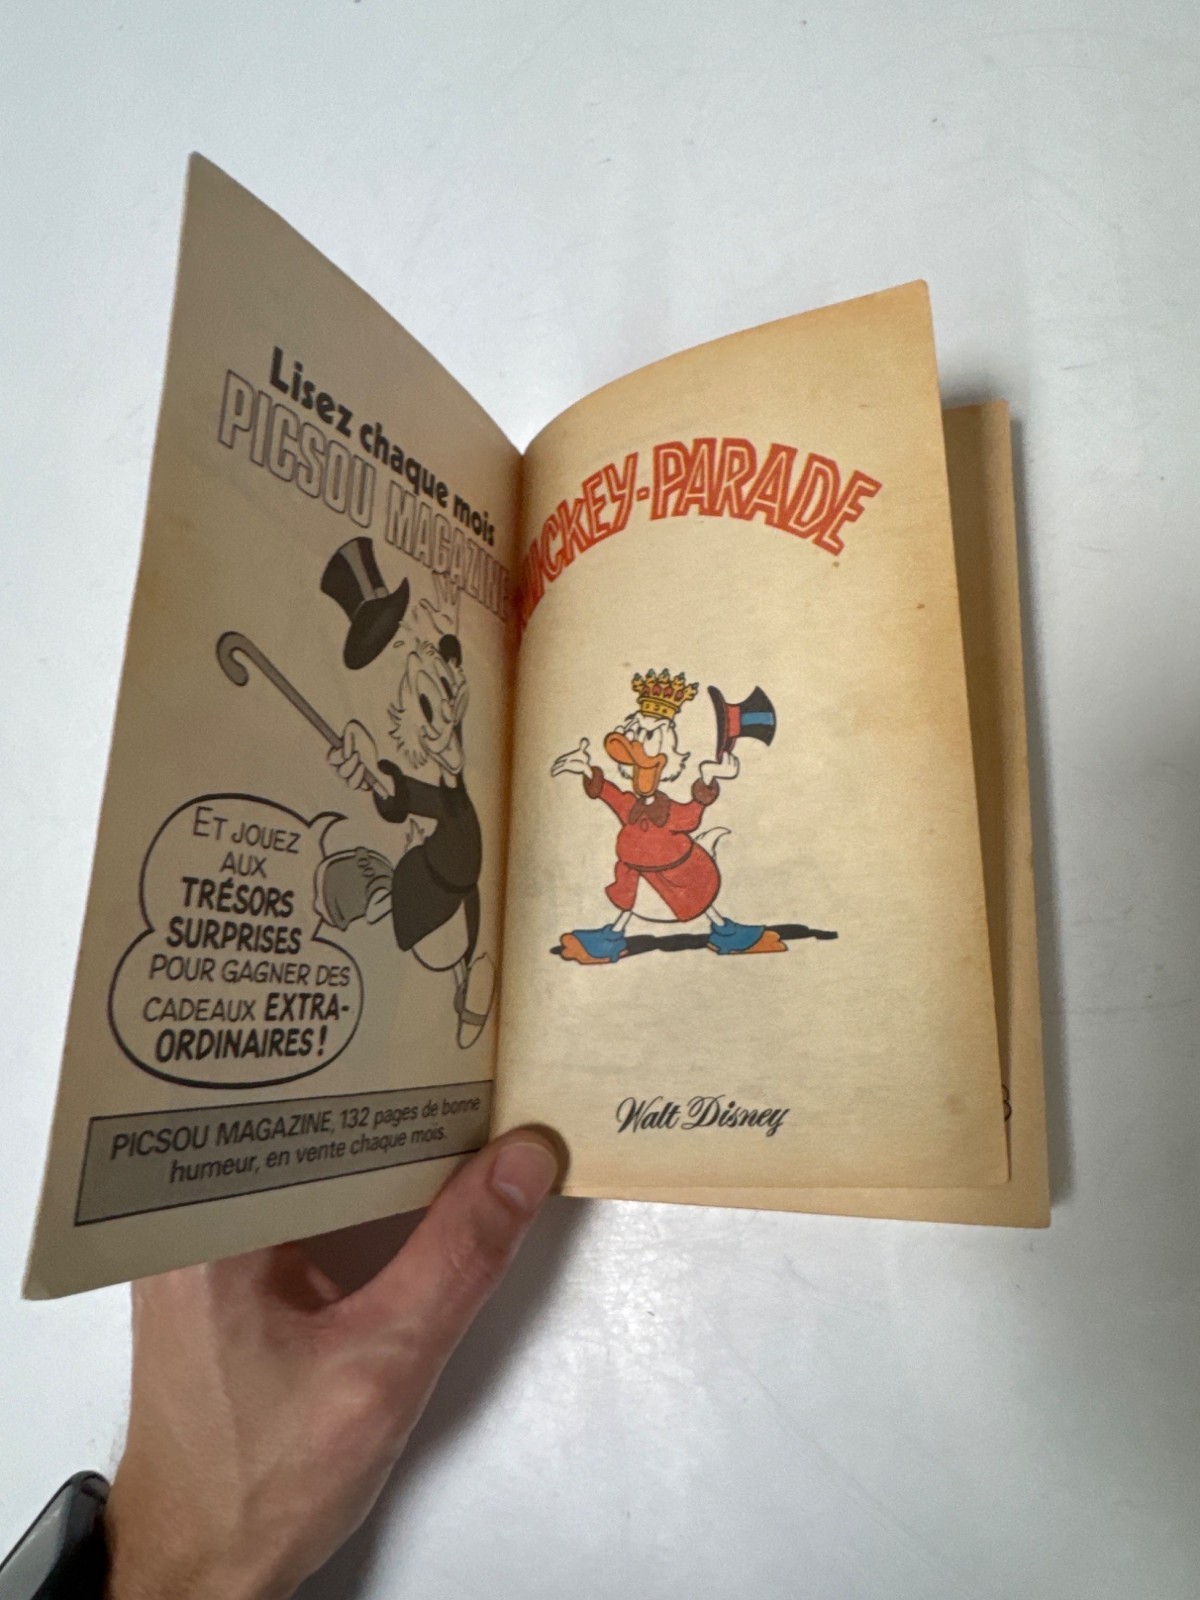 Lisez chaque mois
PICSOU MAGAZINE
ET JOUEZ
AUX
TRÉSORS
SURPRISES
POUR GAGNER DES
CADEAUX EXTRA-
ORDINAIRES!
PICSOU MAGAZINE, 132 pages de bonne
humeur, en vente chaque mois.
MICKEY-PARADE
Walt Disney